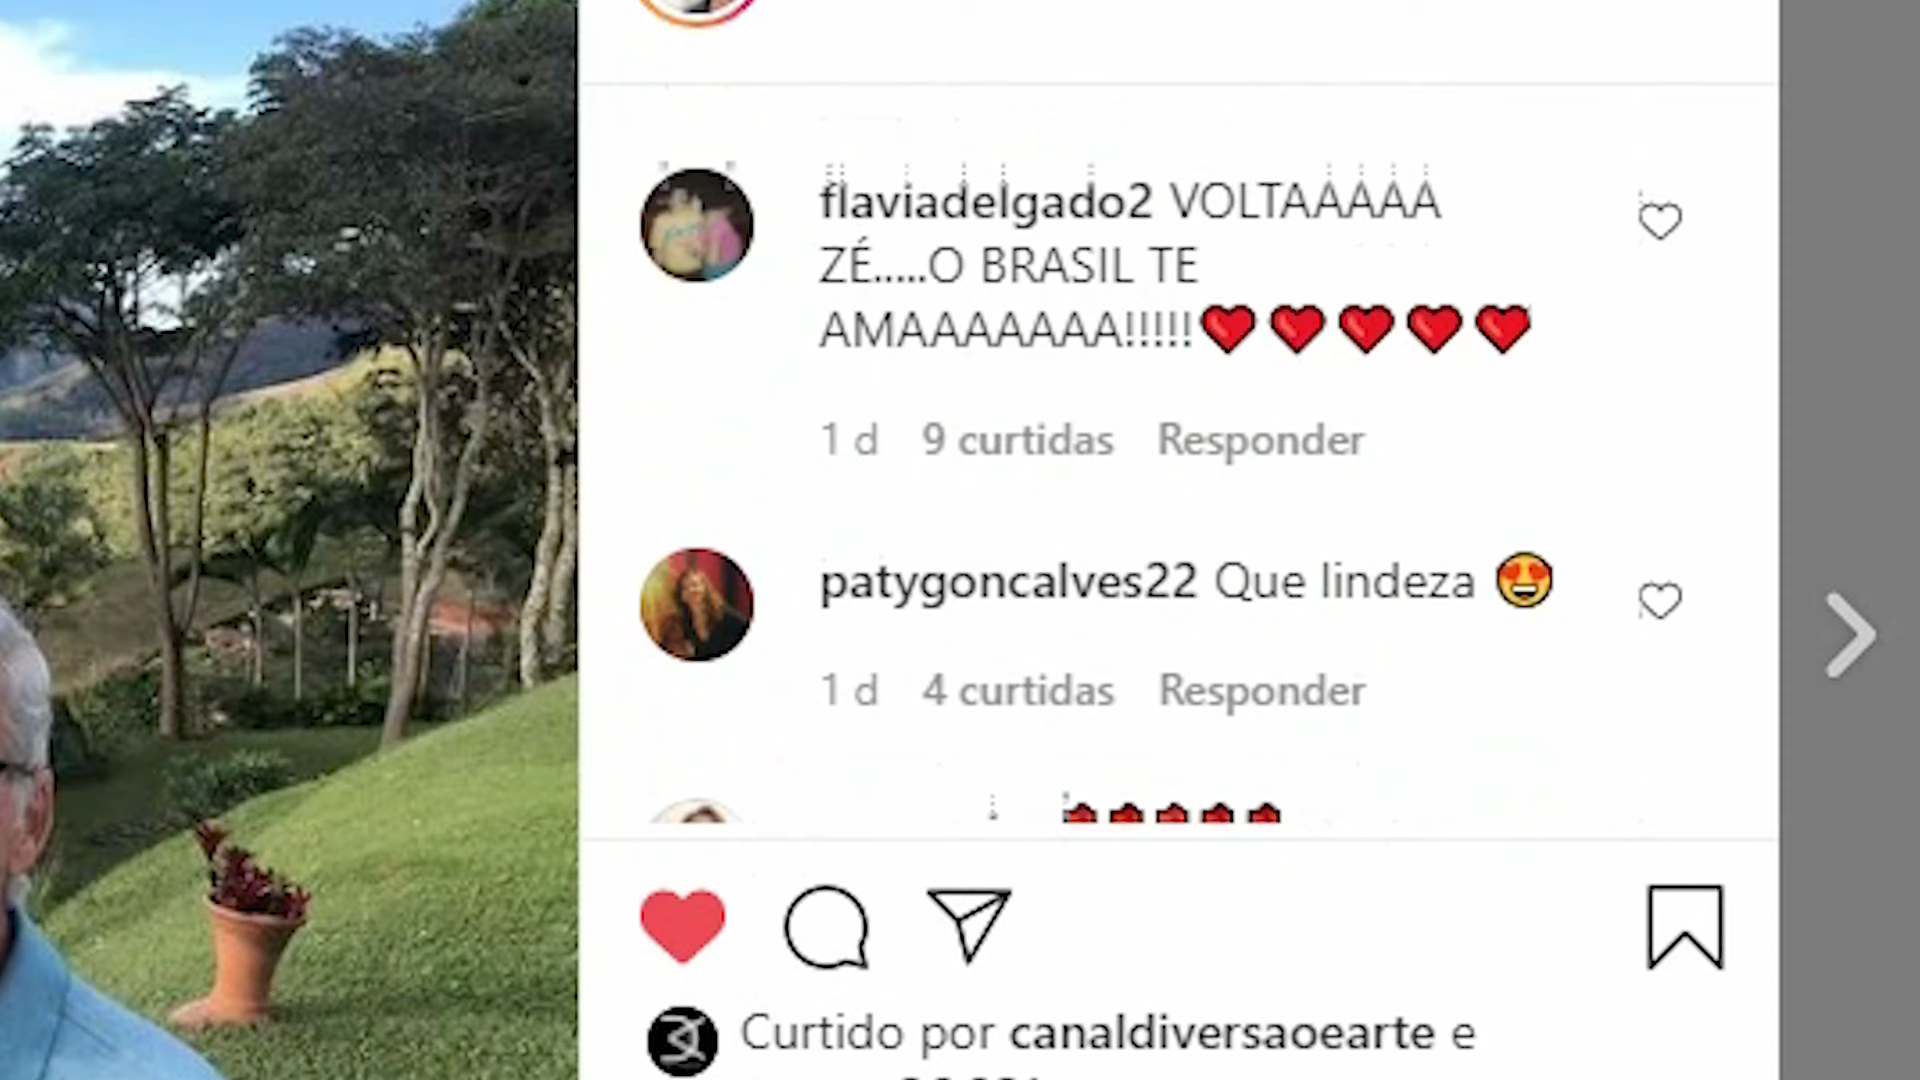 flaviadelgado2 VOLTAAAAA
ZÉ.....O BRASIL TE
AMAAAAAAA!!!!!❤️❤️❤️❤️❤️
1 d 9 curtidas Responder
patygoncalves22 Que lindeza 😍
1 d 4 curtidas Responder
Curtido por canaldiversaoearte e